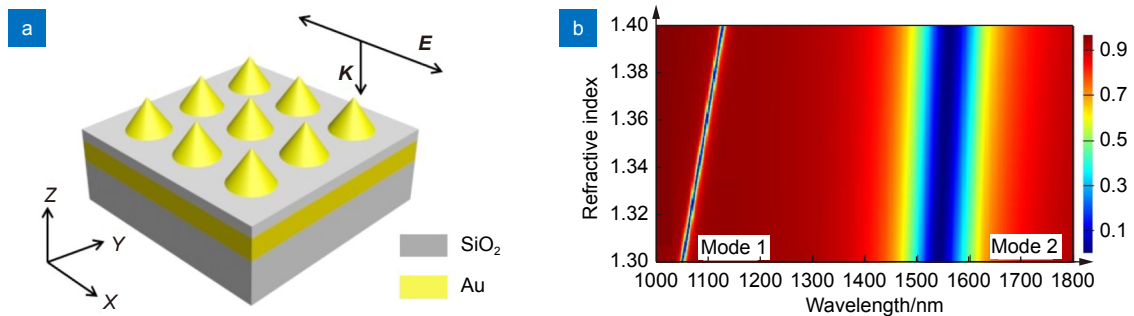 a
E
K
Z
Y
X
SiO₂
Au
b
Refractive index
1.40
1.38
1.36
1.34
1.32
1.30
Mode 1
Mode 2
1000 1100 1200 1300 1400 1500 1600 1700 1800
Wavelength/nm
0.9
0.7
0.5
0.3
0.1